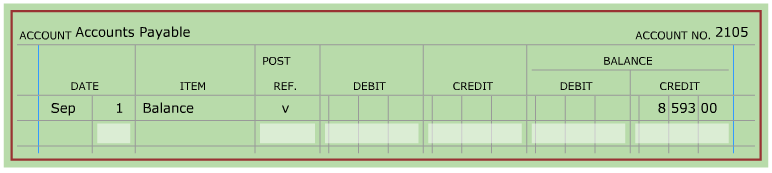 ACCOUNT Accounts Payable ACCOUNT NO. 2105
POST BALANCE
DATE ITEM REF. DEBIT CREDIT DEBIT CREDIT
Sep 1 Balance v 8 593 00